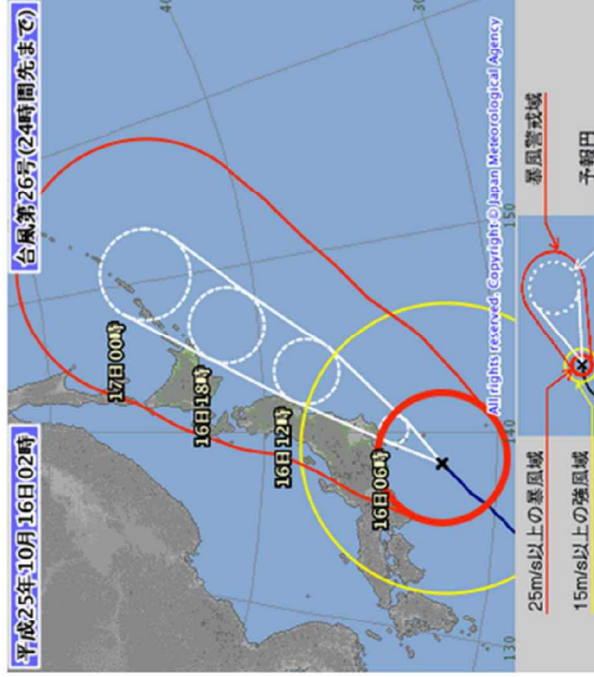 平成25年10月16日02時
台風第26号(24時間先まで)
17日 00時
16日 18時
16日 12時
16日 06時
40
30
130
140
150
All rights reserved. Copyright © Japan Meteorological Agency
25m/s以上の暴風域
暴風警戒域
15m/s以上の強風域
予報円